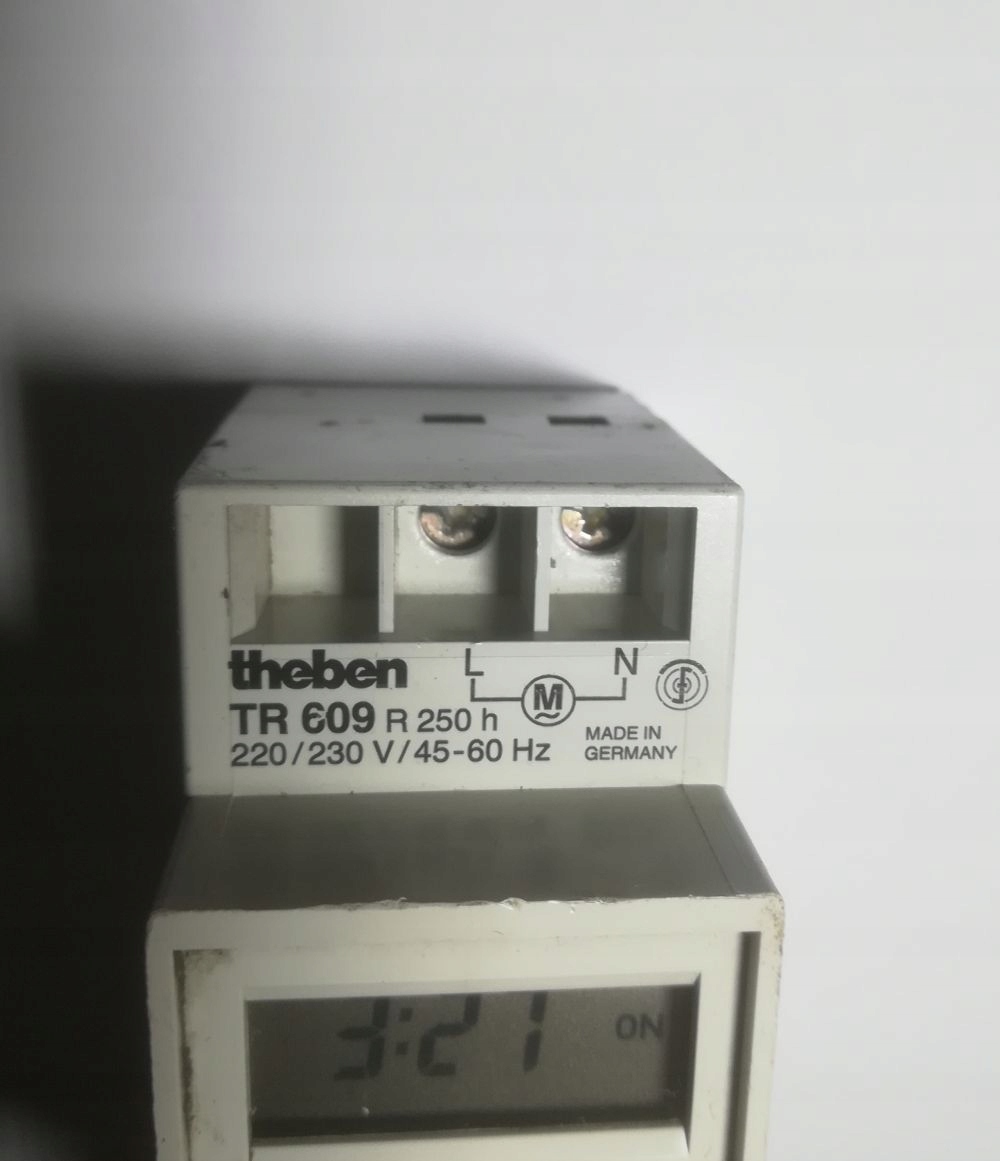 theben
L N
M
TR 609 R 250 h
220/230 V/45-60 Hz
MADE IN
GERMANY
3:21 ON